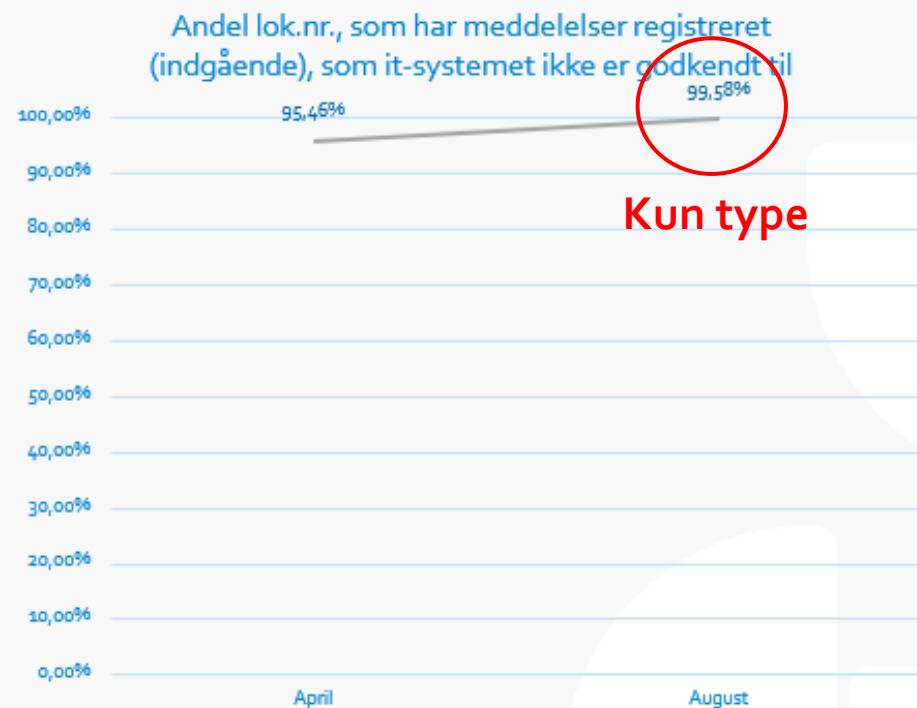 Andel lok.nr., som har meddelelser registreret
(indgående), som it-systemet ikke er godkendt til
95,46%
99,58%
Kun type
100,00%
90,00%
80,00%
70,00%
60,00%
50,00%
40,00%
30,00%
20,00%
10,00%
0,00%
April
August